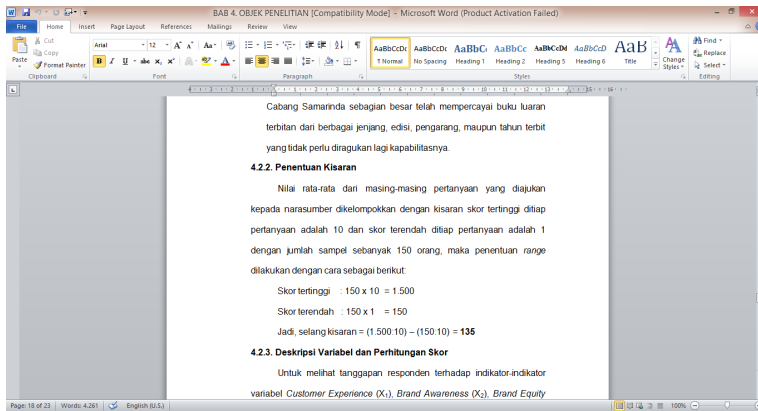 BAB 4. OBJEK PENELITIAN [Compatibility Mode] - Microsoft Word(Product Activation Failed)
File Home Insert Page Layout References Mailings Review View
Cut
Copy
Format Painter
Paste
Clipboard
Arial 12
Font
Paragraph
AaBbCcDc AaBbCcDc AaBbC AaBbCc AaBbCcDd AaBbCcD AaB
¶ Normal No Spacing Heading 1 Heading 2 Heading 5 Heading 6 Title
Change Styles
Styles
Find
Replace
Select
Editing
Cabang Samarinda sebagian besar telah mempercayai buku luaran
terbitan dari berbagai jenjang, edisi, pengarang, maupun tahun terbit
yang tidak perlu diragukan lagi kapabilitasnya.
4.2.2. Penentuan Kisaran
Nilai rata-rata dari masing-masing pertanyaan yang diajukan
kepada narasumber dikelompokkan dengan kisaran skor tertinggi ditiap
pertanyaan adalah 10 dan skor terendah ditiap pertanyaan adalah 1
dengan jumlah sampel sebanyak 150 orang, maka penentuan range
dilakukan dengan cara sebagai berikut:
Skor tertinggi : 150 x 10 = 1.500
Skor terendah : 150 x 1 = 150
Jadi, selang kisaran = (1.500:10) – (150:10) = 135
4.2.3. Deskripsi Variabel dan Perhitungan Skor
Untuk melihat tanggapan responden terhadap indikator-indikator
variabel Customer Experience (X₁), Brand Awareness (X₂), Brand Equity
Page: 18 of 23 Words: 4.261 English (U.S.) 100%